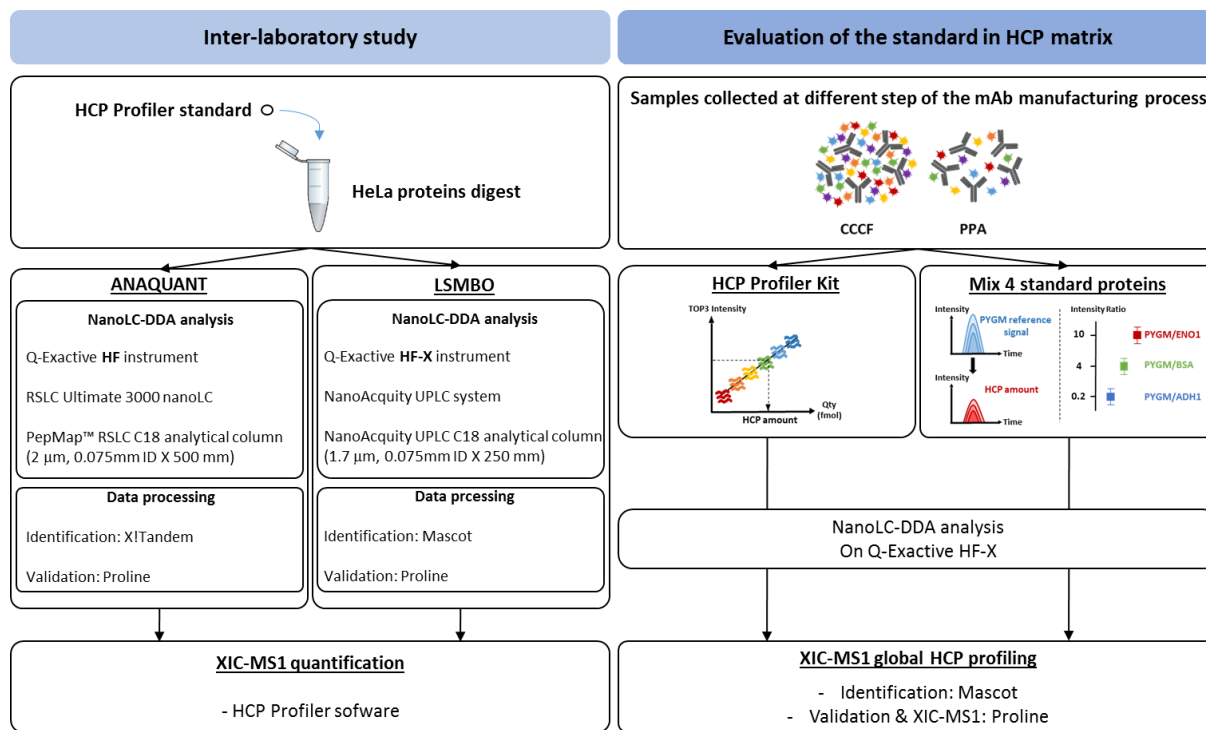 Inter-laboratory study
HCP Profiler standard
HeLa proteins digest
ANAQUANT
NanoLC-DDA analysis
Q-Exactive HF instrument
RSLC Ultimate 3000 nanoLC
PepMap™ RSLC C18 analytical column
(2 µm, 0.075mm ID X 500 mm)
Data processing
Identification: X!Tandem
Validation: Proline
LSMBO
NanoLC-DDA analysis
Q-Exactive HF-X instrument
NanoAcquity UPLC system
NanoAcquity UPLC C18 analytical column
(1.7 µm, 0.075mm ID X 250 mm)
Data prcessing
Identification: Mascot
Validation: Proline
XIC-MS1 quantification
- HCP Profiler sofware
Evaluation of the standard in HCP matrix
Samples collected at different step of the mAb manufacturing process
CCCF
PPA
HCP Profiler Kit
TOP3 Intensity
Qty
(fmol)
HCP amount
Mix 4 standard proteins
Intensity
PYGM reference
signal
Time
Intensity
HCP amount
Time
Intensity Ratio
10
PYGM/ENO1
4
PYGM/BSA
0.2
PYGM/ADH1
NanoLC-DDA analysis
On Q-Exactive HF-X
XIC-MS1 global HCP profiling
- Identification: Mascot
- Validation & XIC-MS1: Proline